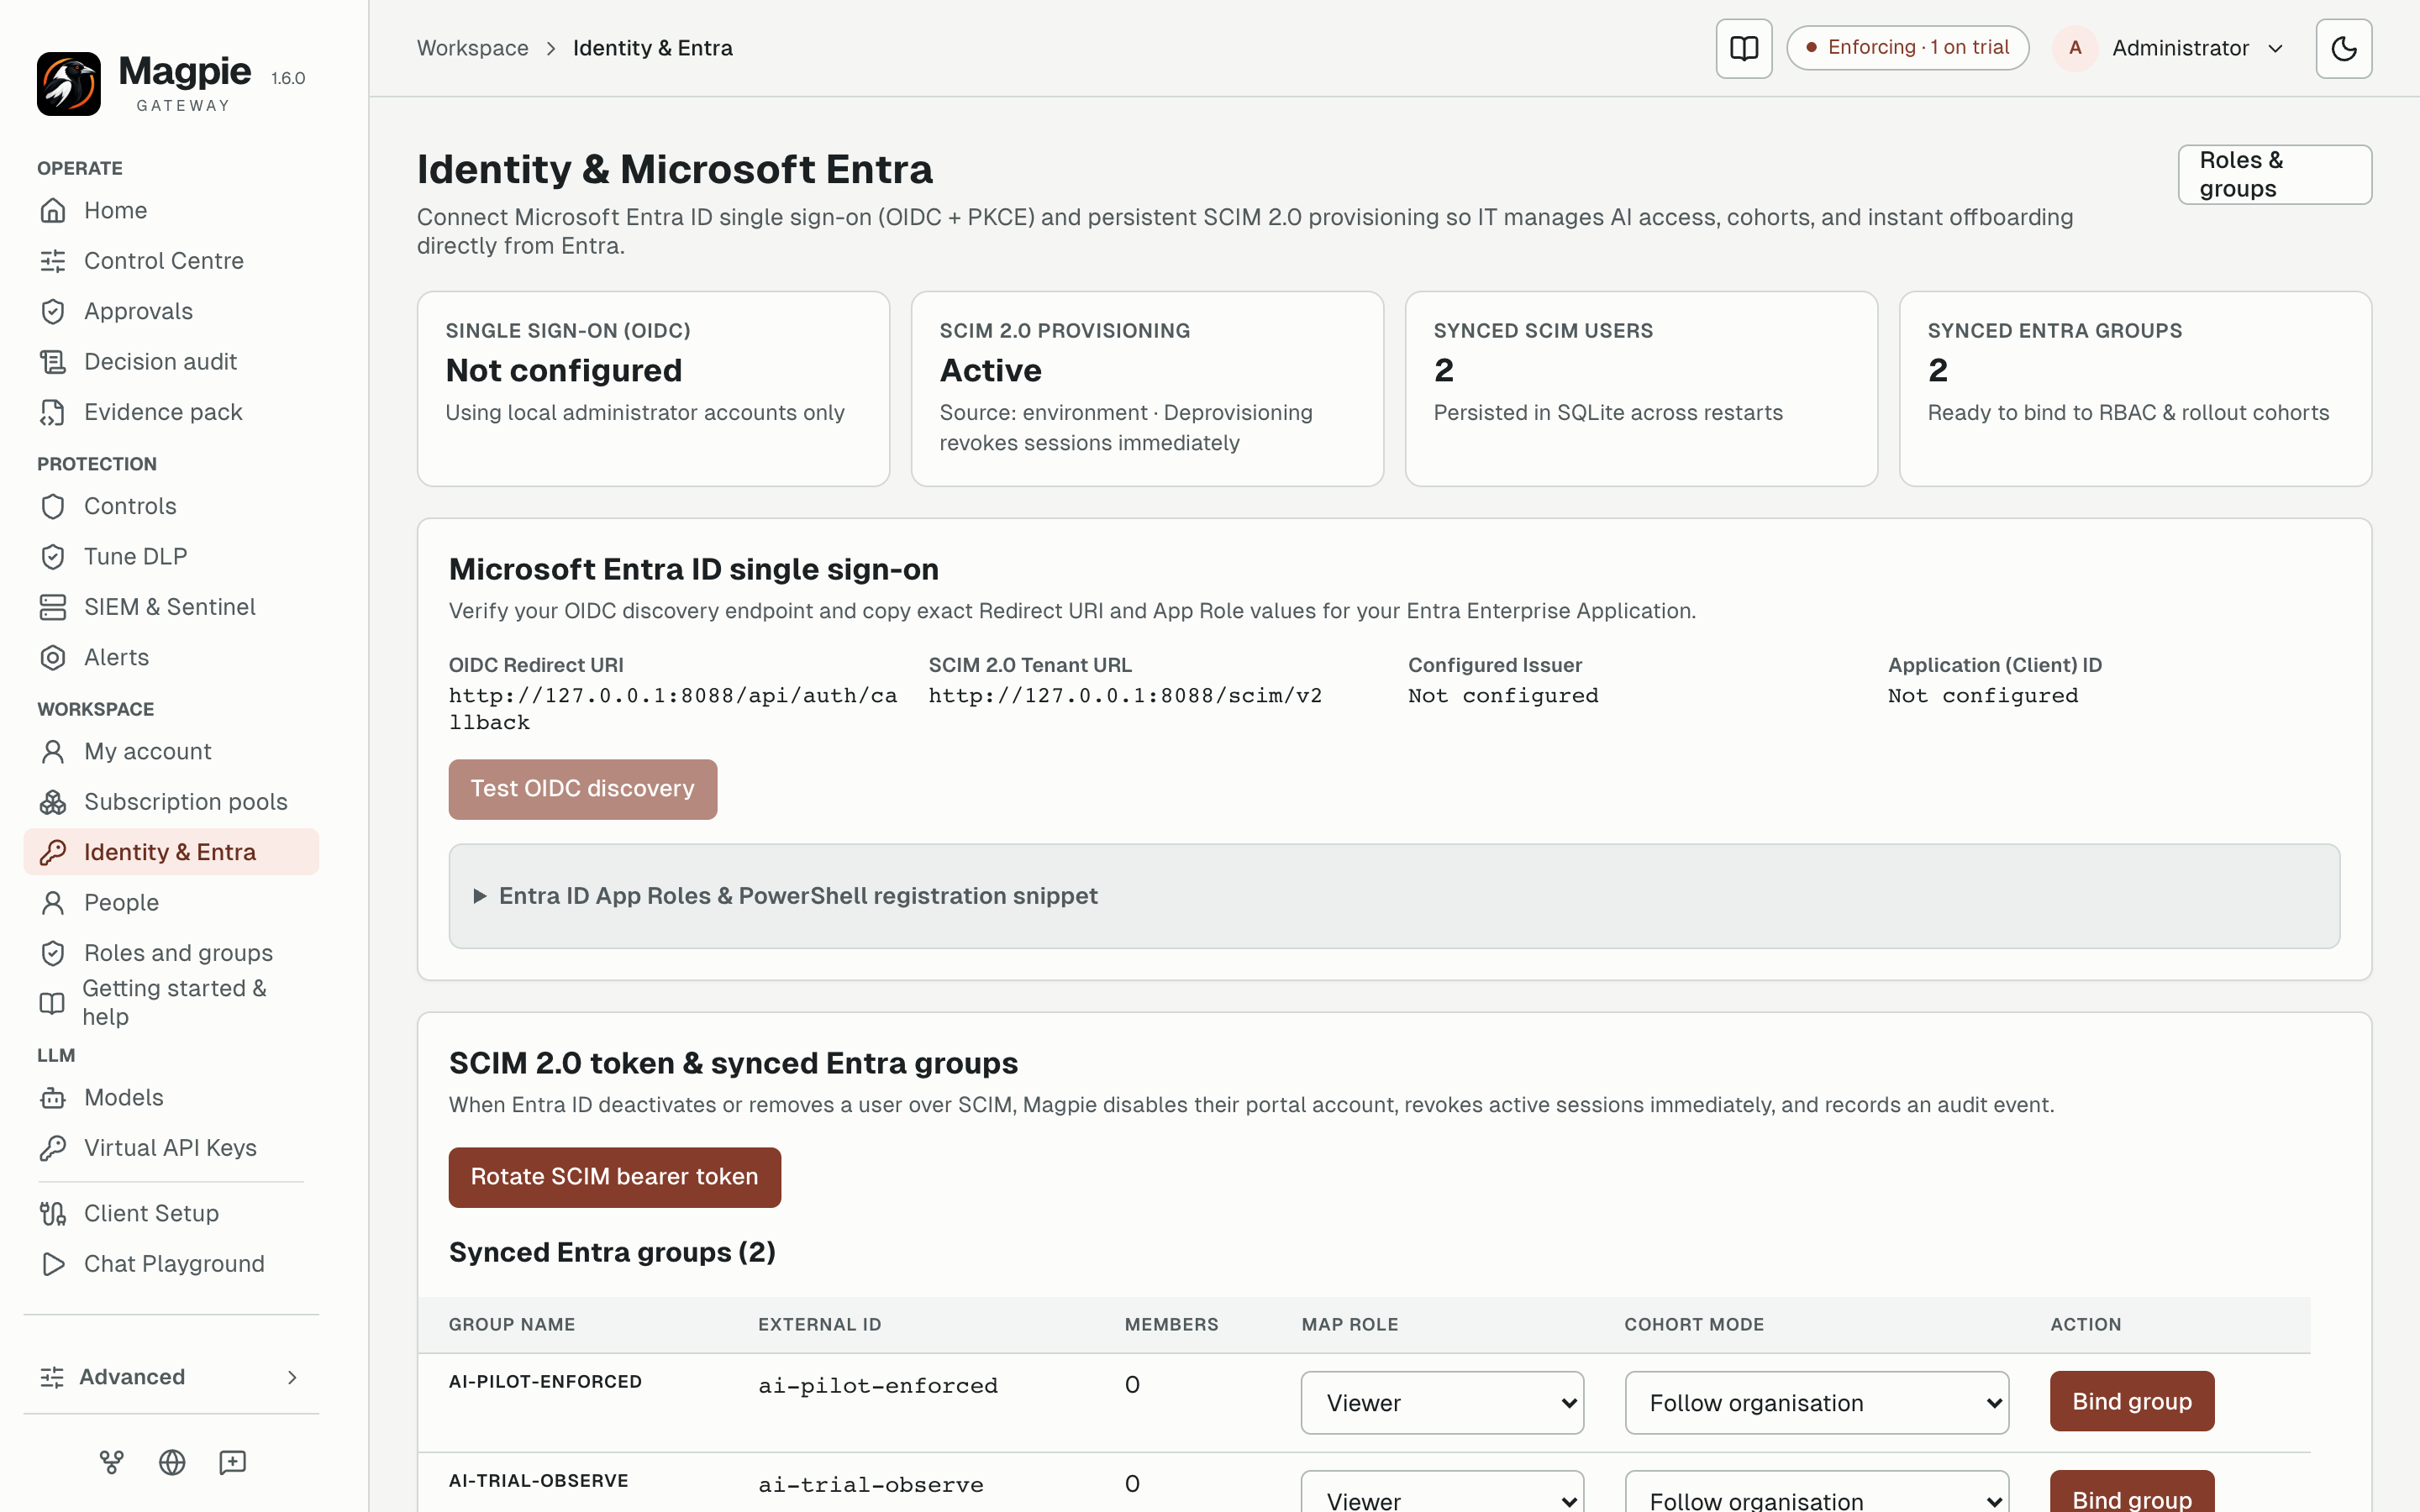 Magpie
1.6.0
GATEWAY
OPERATE
Home
Control Centre
Approvals
Decision audit
Evidence pack
PROTECTION
Controls
Tune DLP
SIEM & Sentinel
Alerts
WORKSPACE
My account
Subscription pools
Identity & Entra
People
Roles and groups
Getting started &
help
LLM
Models
Virtual API Keys
Client Setup
Chat Playground
Advanced
Workspace > Identity & Entra
Enforcing · 1 on trial
A Administrator
Identity & Microsoft Entra
Connect Microsoft Entra ID single sign-on (OIDC + PKCE) and persistent SCIM 2.0 provisioning so IT manages AI access, cohorts, and instant offboarding
directly from Entra.
Roles &
groups
SINGLE SIGN-ON (OIDC)
Not configured
Using local administrator accounts only
SCIM 2.0 PROVISIONING
Active
Source: environment · Deprovisioning
revokes sessions immediately
SYNCED SCIM USERS
2
Persisted in SQLite across restarts
SYNCED ENTRA GROUPS
2
Ready to bind to RBAC & rollout cohorts
Microsoft Entra ID single sign-on
Verify your OIDC discovery endpoint and copy exact Redirect URI and App Role values for your Entra Enterprise Application.
OIDC Redirect URI
http://127.0.0.1:8088/api/auth/ca
llback
SCIM 2.0 Tenant URL
http://127.0.0.1:8088/scim/v2
Configured Issuer
Not configured
Application (Client) ID
Not configured
Test OIDC discovery
Entra ID App Roles & PowerShell registration snippet
SCIM 2.0 token & synced Entra groups
When Entra ID deactivates or removes a user over SCIM, Magpie disables their portal account, revokes active sessions immediately, and records an audit event.
Rotate SCIM bearer token
Synced Entra groups (2)
GROUP NAME EXTERNAL ID MEMBERS MAP ROLE COHORT MODE ACTION
AI-PILOT-ENFORCED ai-pilot-enforced 0 Viewer Follow organisation Bind group
AI-TRIAL-OBSERVE ai-trial-observe 0 Viewer Follow organisation Bind group